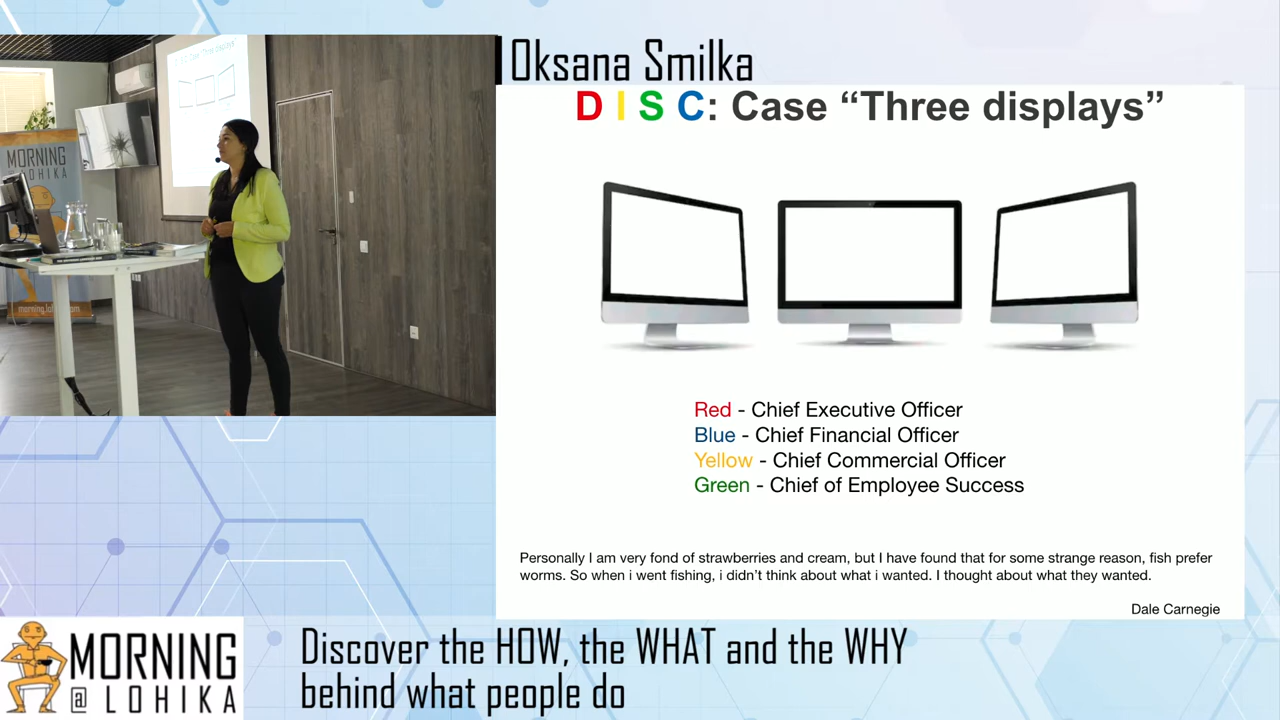 Oksana Smilka
D I S C: Case “Three displays”
Red - Chief Executive Officer
Blue - Chief Financial Officer
Yellow - Chief Commercial Officer
Green - Chief of Employee Success
Personally I am very fond of strawberries and cream, but I have found that for some strange reason, fish prefer
worms. So when i went fishing, i didn’t think about what i wanted. I thought about what they wanted.
Dale Carnegie
MORNING
LOHIKA
MORNING
@ LOHIKA
Discover the HOW, the WHAT and the WHY
behind what people do